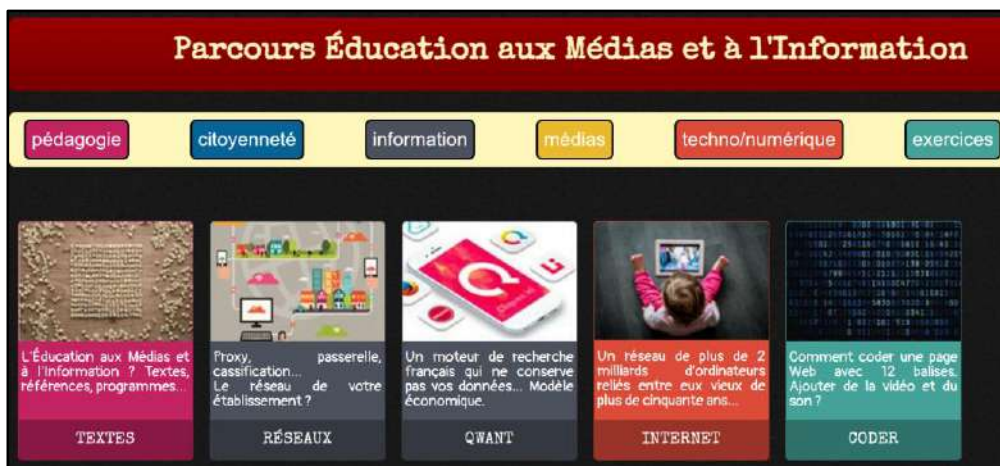 Parcours Éducation aux Médias et à l'Information
pédagogie
citoyenneté
information
médias
techno/numérique
exercices
L'Éducation aux Médias et
à l'Information ? Textes,
références, programmes...
TEXTES
Proxy, passerelle,
cassification...
Le réseau de votre
établissement ?
RÉSEAUX
Un moteur de recherche
français qui ne conserve
pas vos données... Modèle
économique.
QWANT
Un réseau de plus de 2
milliards d'ordinateurs
reliés entre eux vieux de
plus de cinquante ans...
INTERNET
Comment coder une page
Web avec 12 balises.
Ajouter de la vidéo et du
son ?
CODER